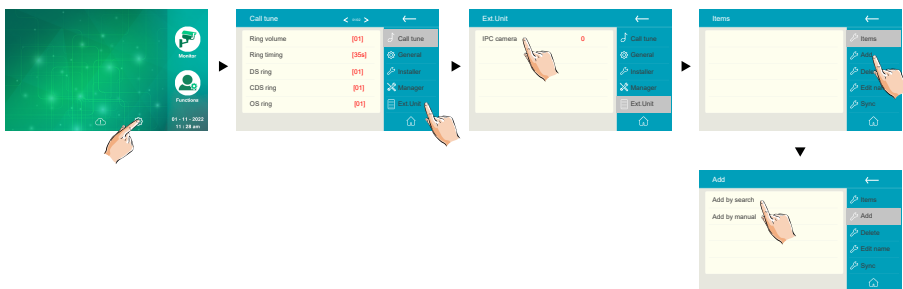 Monitor
Functions
01 - 11 - 2022
11 : 28 am
Call tune
Ring volume [01]
Ring timing [35s]
DS ring [01]
CDS ring [01]
OS ring [01]
Call tune
General
Installer
Manager
Ext.Unit
Ext.Unit
IPC camera 0
Call tune
General
Installer
Manager
Ext.Unit
Items
Items
Add
Delete
Edit name
Sync
Add
Add by search
Add by manual
Items
Add
Delete
Edit name
Sync